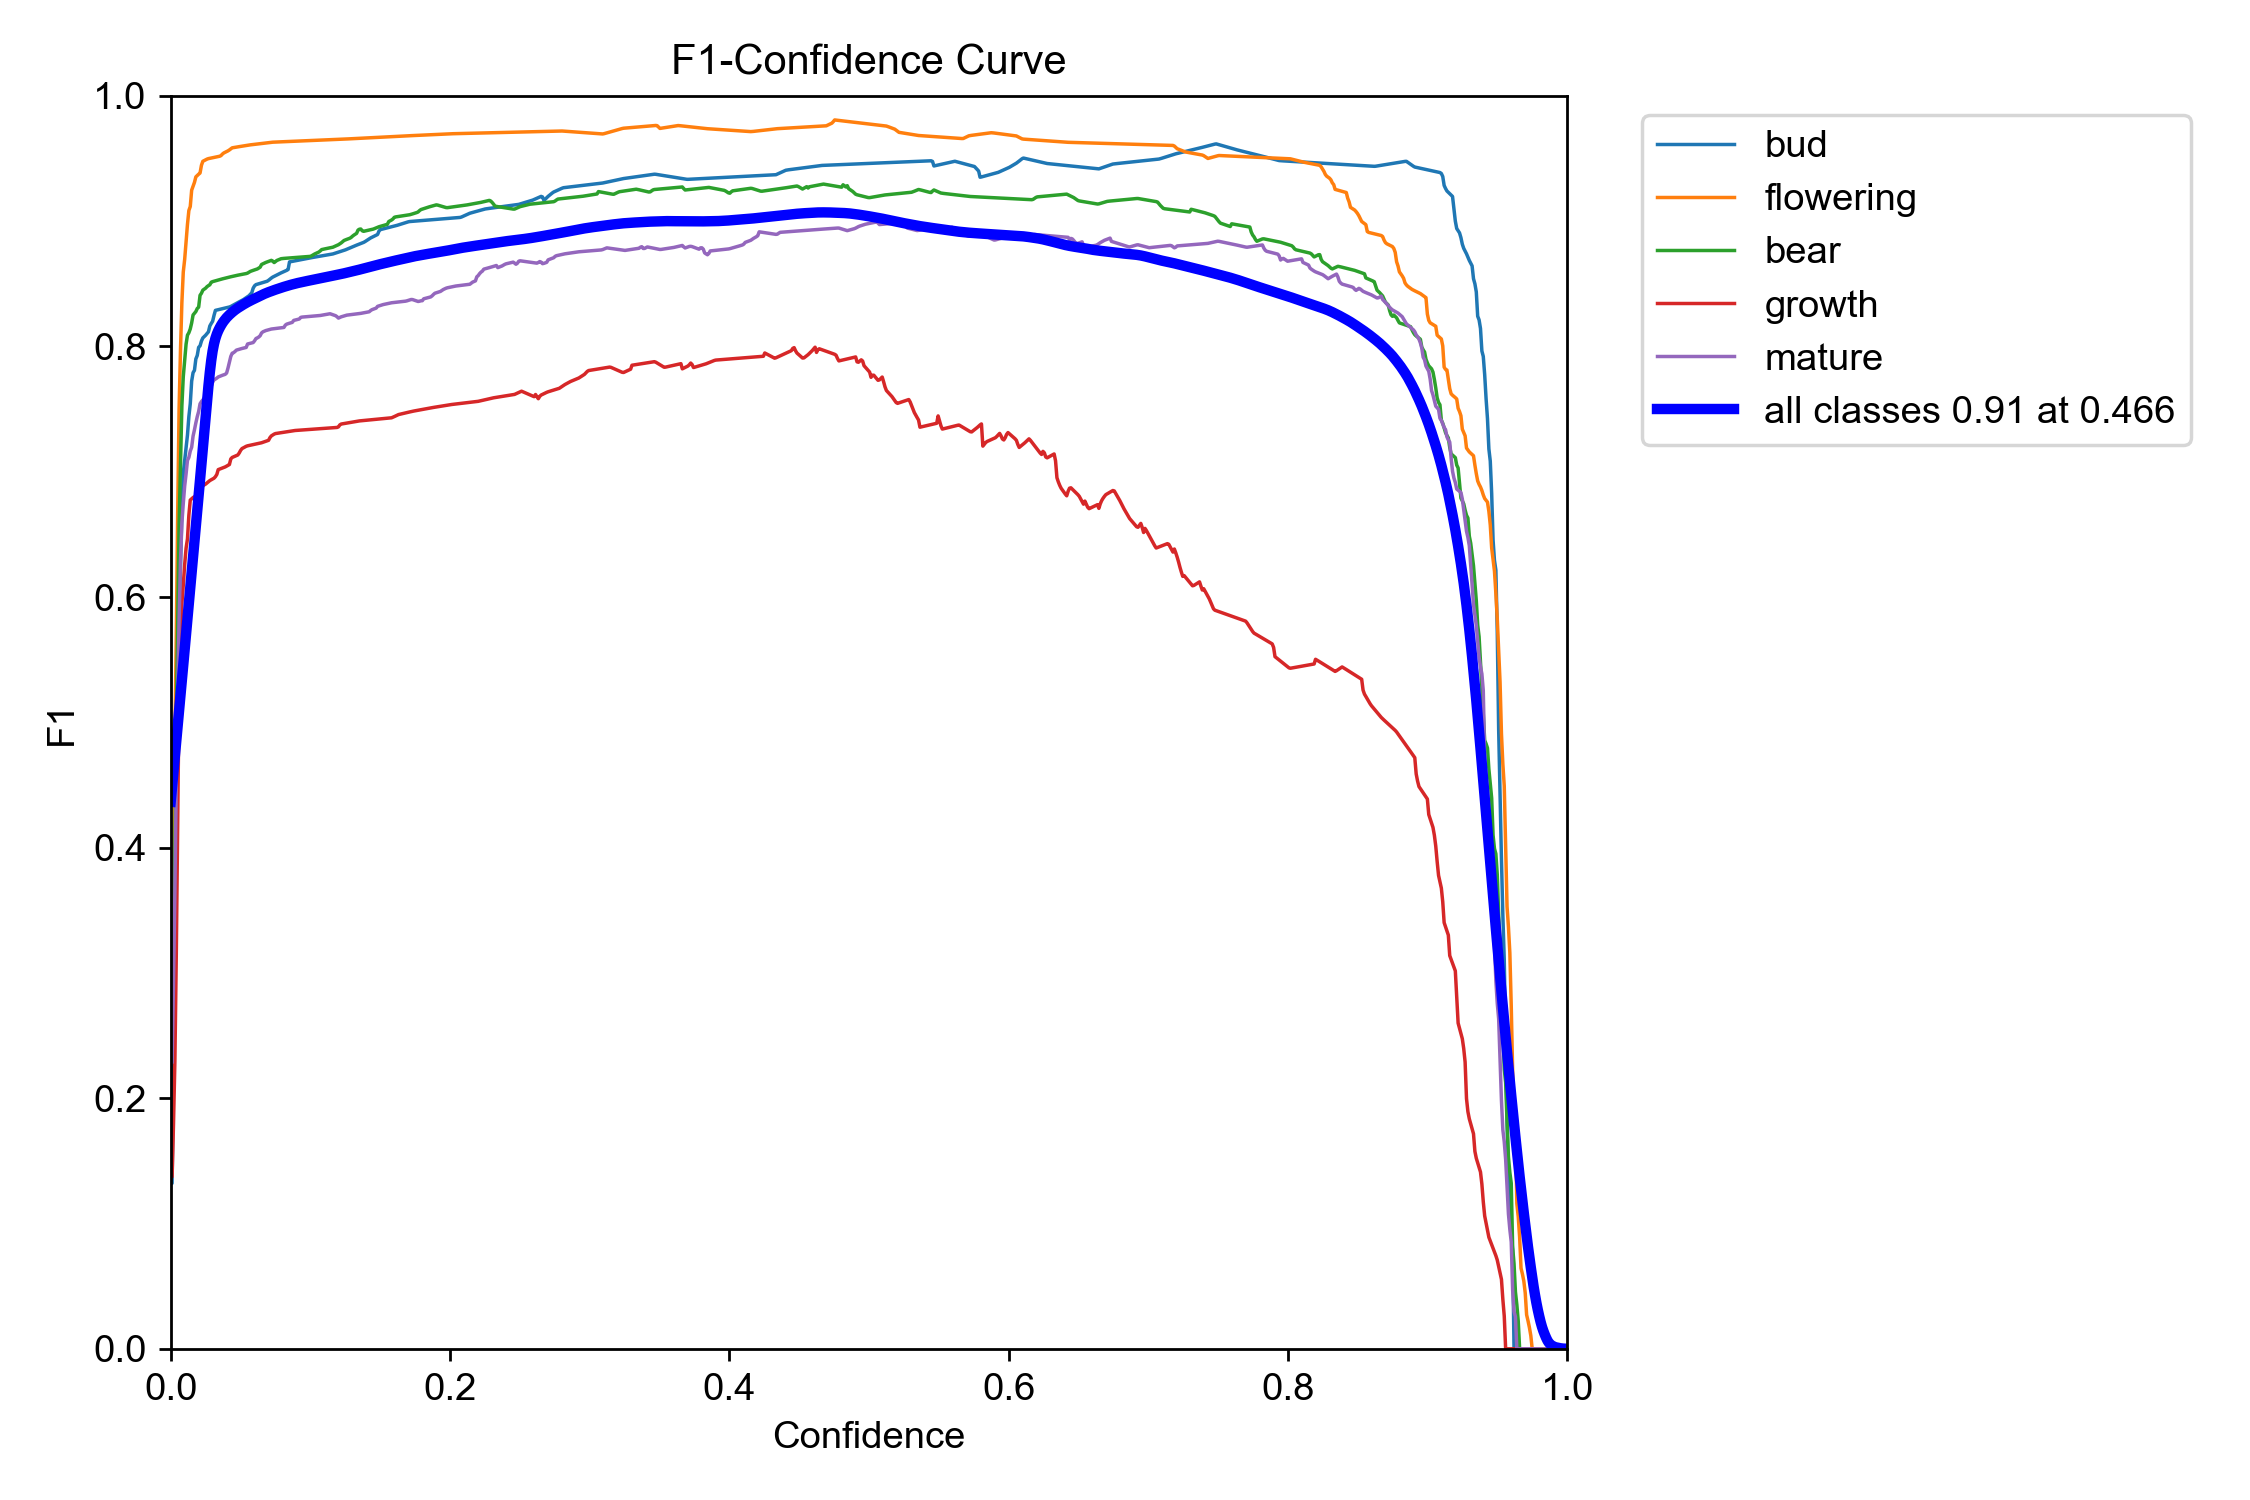 F1-Confidence Curve
1.0
0.8
0.6
0.4
0.2
0.0
F1
0.0 0.2 0.4 0.6 0.8 1.0
Confidence
bud
flowering
bear
growth
mature
all classes 0.91 at 0.466